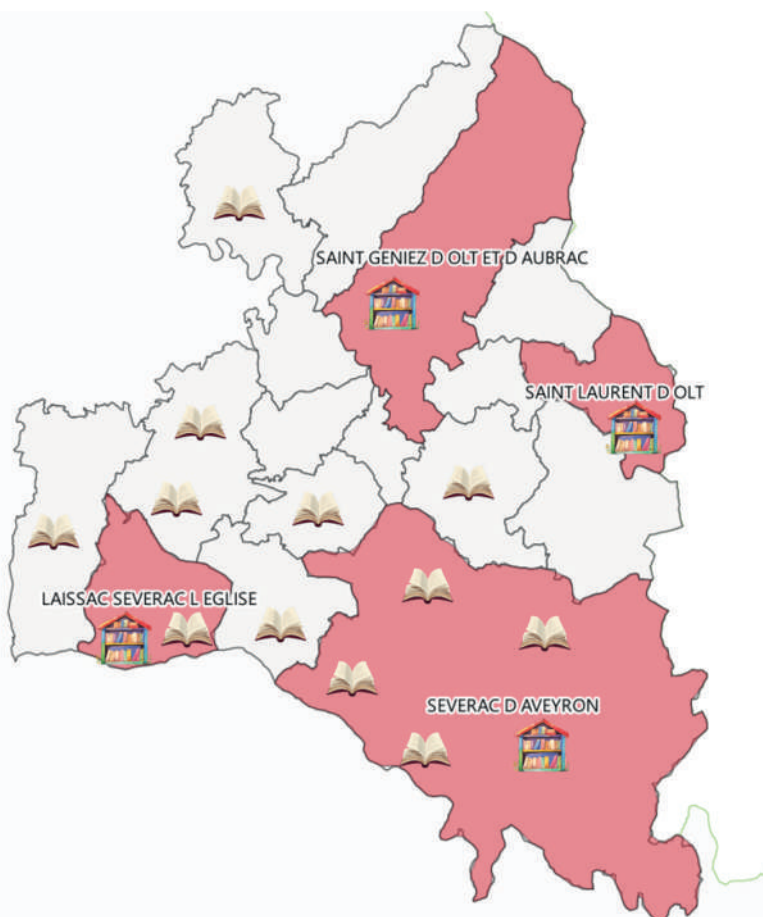 SAINT GENIEZ D OLT ET D AUBRAC
SAINT LAURENT D OLT
LAISSAC SEVERAC L EGLISE
SEVERAC D AVEYRON